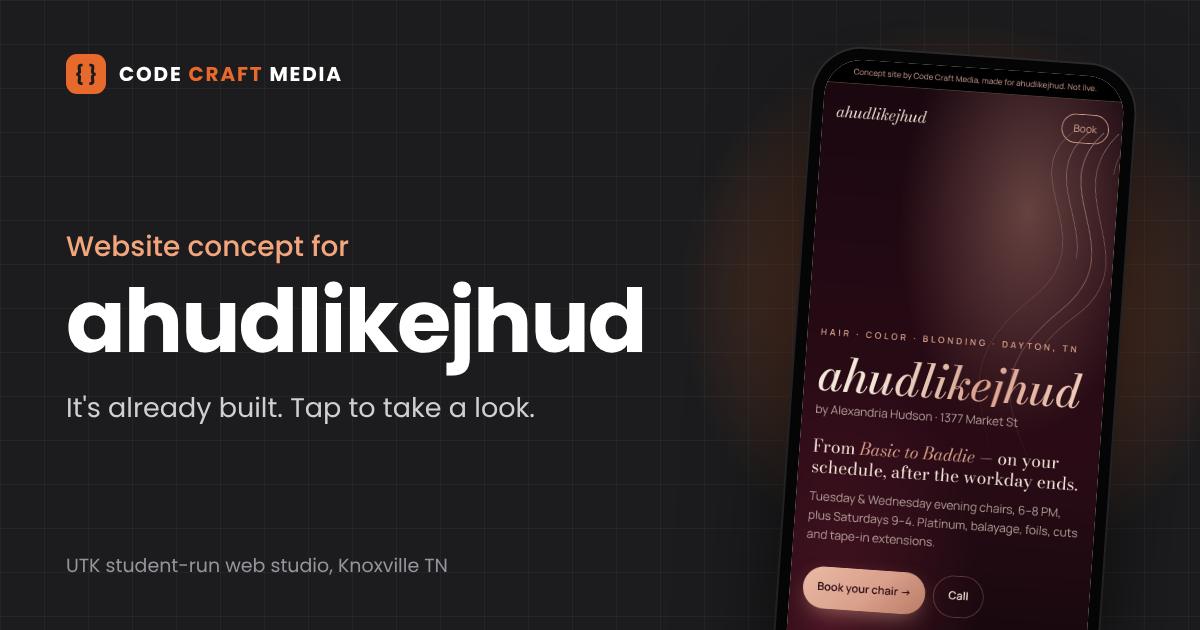 { } CODE CRAFT MEDIA
Website concept for
ahudlikejhud
It's already built. Tap to take a look.
UTK student-run web studio, Knoxville TN
Concept site by Code Craft Media, made for ahudlikejhud. Not live.
ahudlikejhud
Book
HAIR · COLOR · BLONDING · DAYTON, TN
ahudlikejhud
by Alexandria Hudson · 1377 Market St
From Basic to Baddie — on your
schedule, after the workday ends.
Tuesday & Wednesday evening chairs, 6–8 PM,
plus Saturdays 9–4. Platinum, balayage, foils, cuts
and tape-in extensions.
Book your chair →
Call